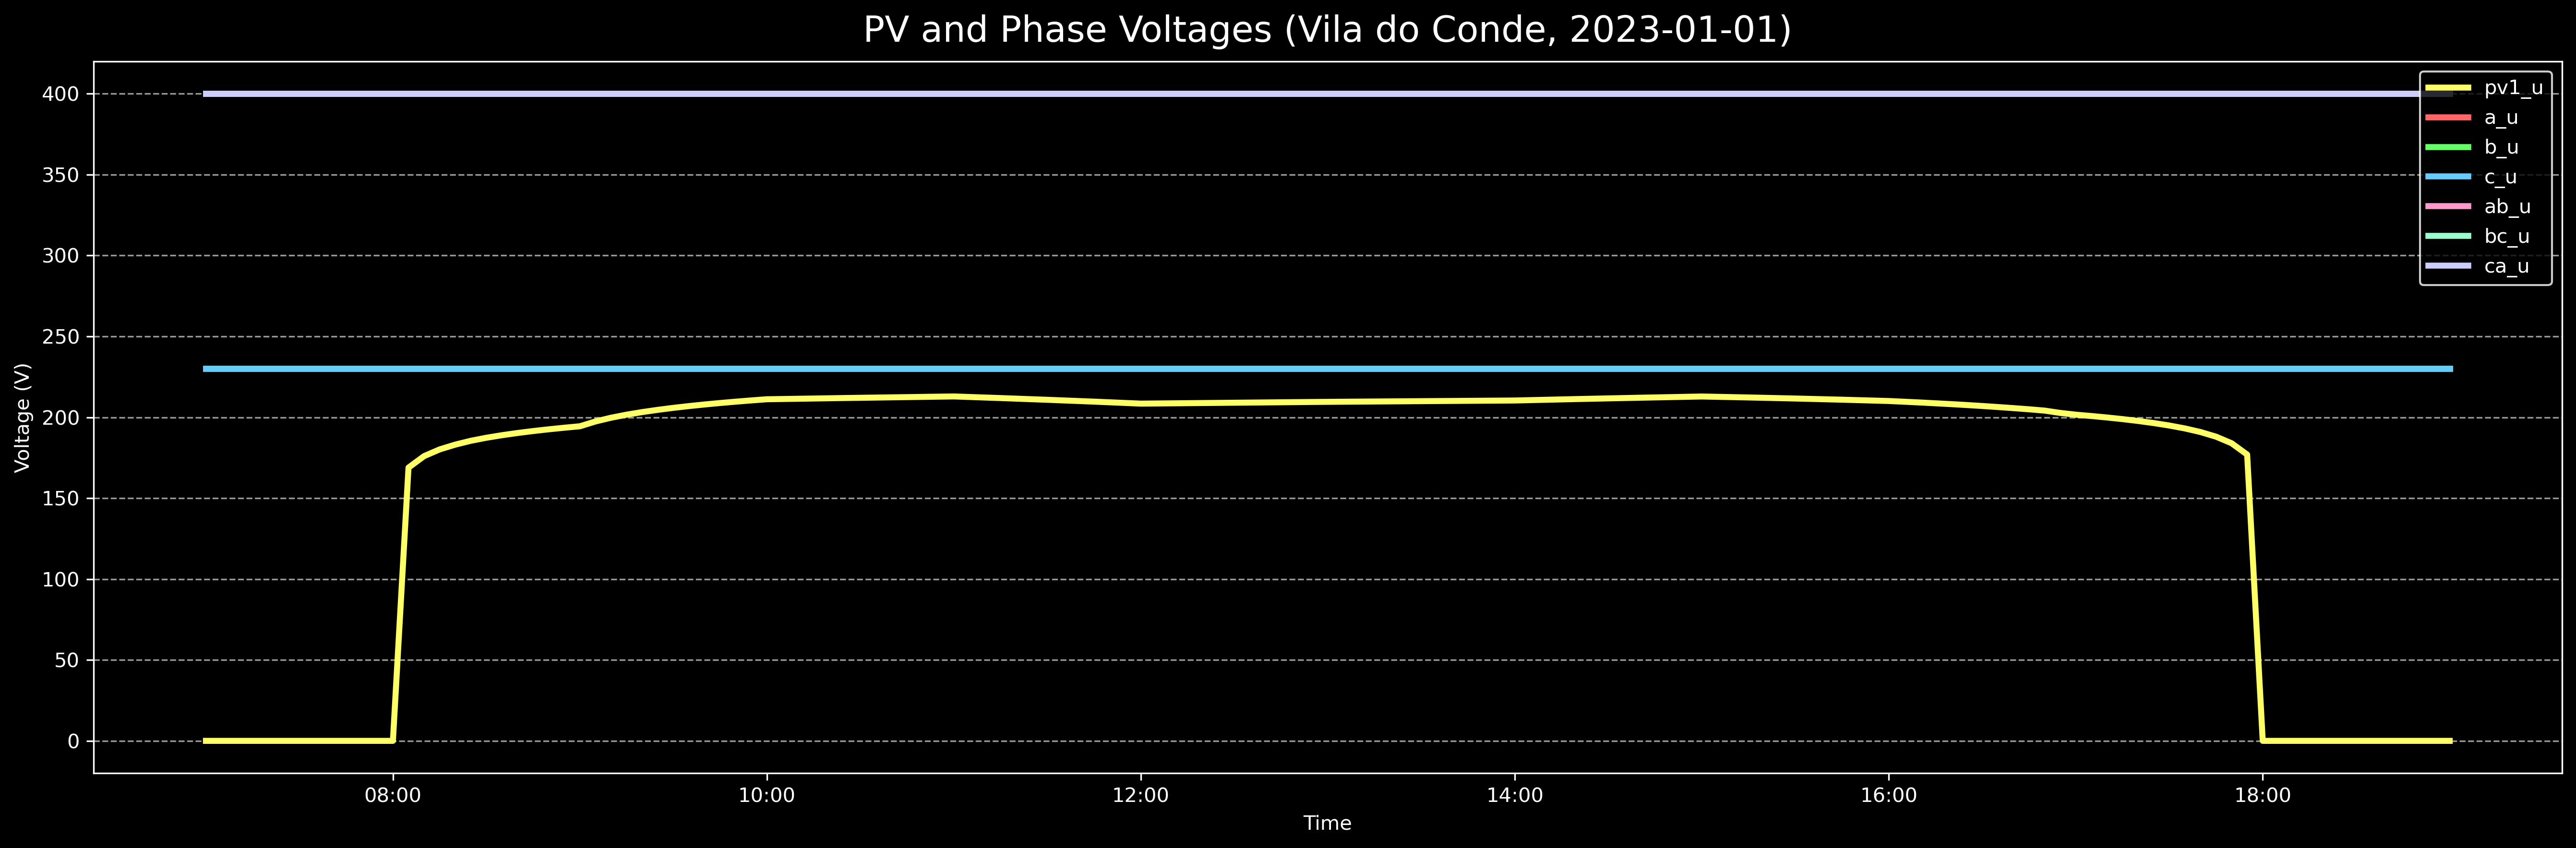 PV and Phase Voltages (Vila do Conde, 2023-01-01)
pv1_u
a_u
b_u
c_u
ab_u
bc_u
ca_u
Voltage (V)
400
350
300
250
200
150
100
50
0
08:00 10:00 12:00 14:00 16:00 18:00
Time